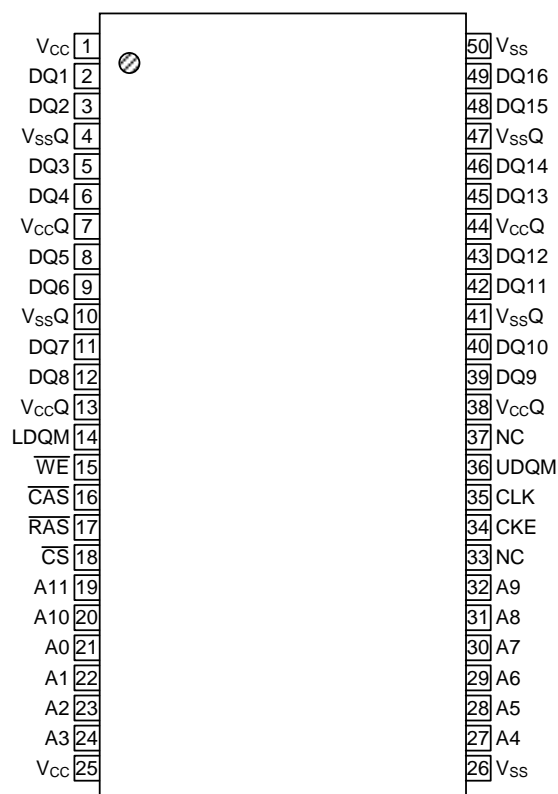 VCC 1 50 VSS
DQ1 2 49 DQ16
DQ2 3 48 DQ15
VSSQ 4 47 VSSQ
DQ3 5 46 DQ14
DQ4 6 45 DQ13
VCCQ 7 44 VCCQ
DQ5 8 43 DQ12
DQ6 9 42 DQ11
VSSQ 10 41 VSSQ
DQ7 11 40 DQ10
DQ8 12 39 DQ9
VCCQ 13 38 VCCQ
LDQM 14 37 NC
W̅E̅ 15 36 UDQM
C̅A̅S̅ 16 35 CLK
R̅A̅S̅ 17 34 CKE
C̅S̅ 18 33 NC
A11 19 32 A9
A10 20 31 A8
A0 21 30 A7
A1 22 29 A6
A2 23 28 A5
A3 24 27 A4
VCC 25 26 VSS